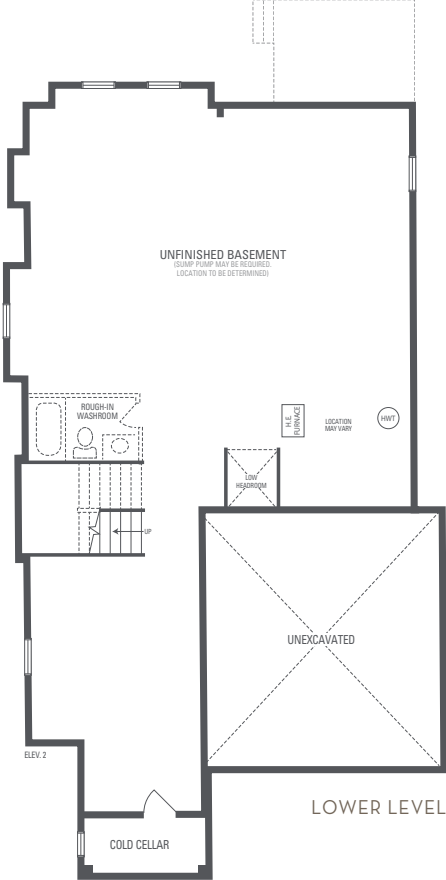 UNFINISHED BASEMENT
(SUMP PUMP MAY BE REQUIRED.
LOCATION TO BE DETERMINED)
ROUGH-IN
WASHROOM
H.E.
FURNACE
LOCATION
MAY VARY
HWT
LOW
HEADROOM
UP
UNEXCAVATED
ELEV. 2
LOWER LEVEL
COLD CELLAR